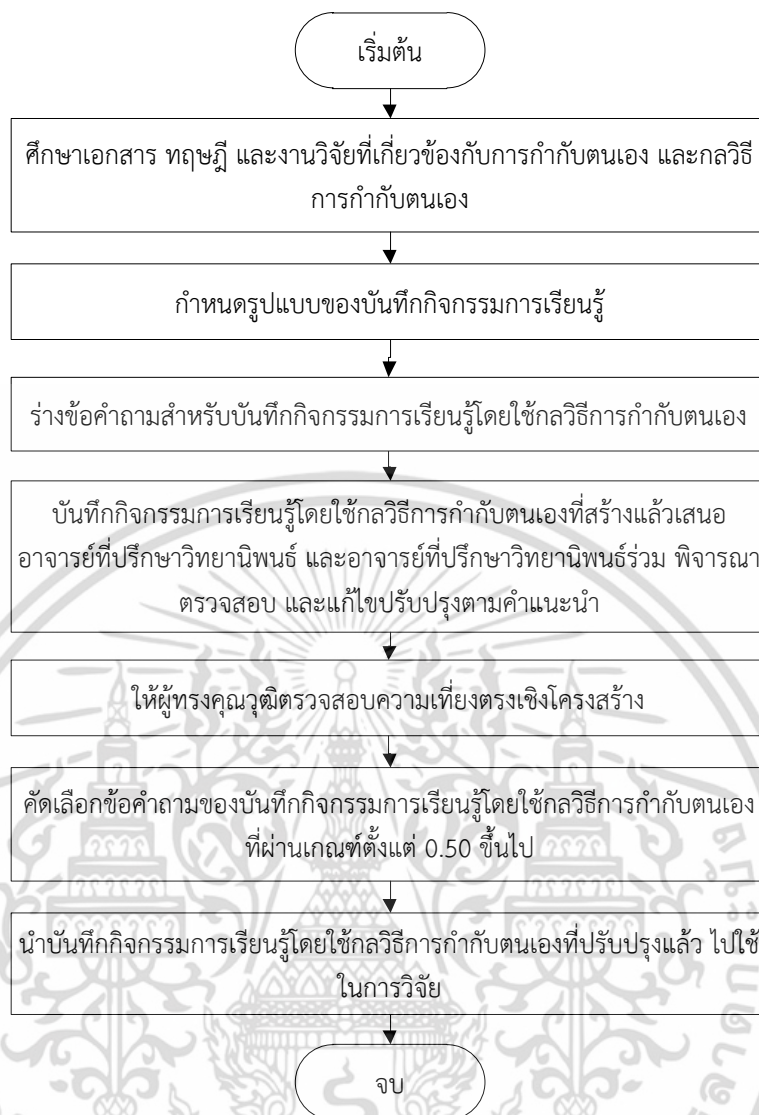 เริ่มต้น
ศึกษาเอกสาร ทฤษฎี และงานวิจัยที่เกี่ยวข้องกับการกำกับตนเอง และกลวิธี
การกำกับตนเอง
กำหนดรูปแบบของบันทึกกิจกรรมการเรียนรู้
ร่างข้อคำถามสำหรับบันทึกกิจกรรมการเรียนรู้โดยใช้กลวิธีการกำกับตนเอง
บันทึกกิจกรรมการเรียนรู้โดยใช้กลวิธีการกำกับตนเองที่สร้างแล้วเสนอ
อาจารย์ที่ปรึกษาวิทยานิพนธ์ และอาจารย์ที่ปรึกษาวิทยานิพนธ์ร่วม พิจารณา
ตรวจสอบ และแก้ไขปรับปรุงตามคำแนะนำ
ให้ผู้ทรงคุณวุฒิตรวจสอบความเที่ยงตรงเชิงโครงสร้าง
คัดเลือกข้อคำถามของบันทึกกิจกรรมการเรียนรู้โดยใช้กลวิธีการกำกับตนเอง
ที่ผ่านเกณฑ์ตั้งแต่ 0.50 ขึ้นไป
นำบันทึกกิจกรรมการเรียนรู้โดยใช้กลวิธีการกำกับตนเองที่ปรับปรุงแล้ว ไปใช้
ในการวิจัย
จบ